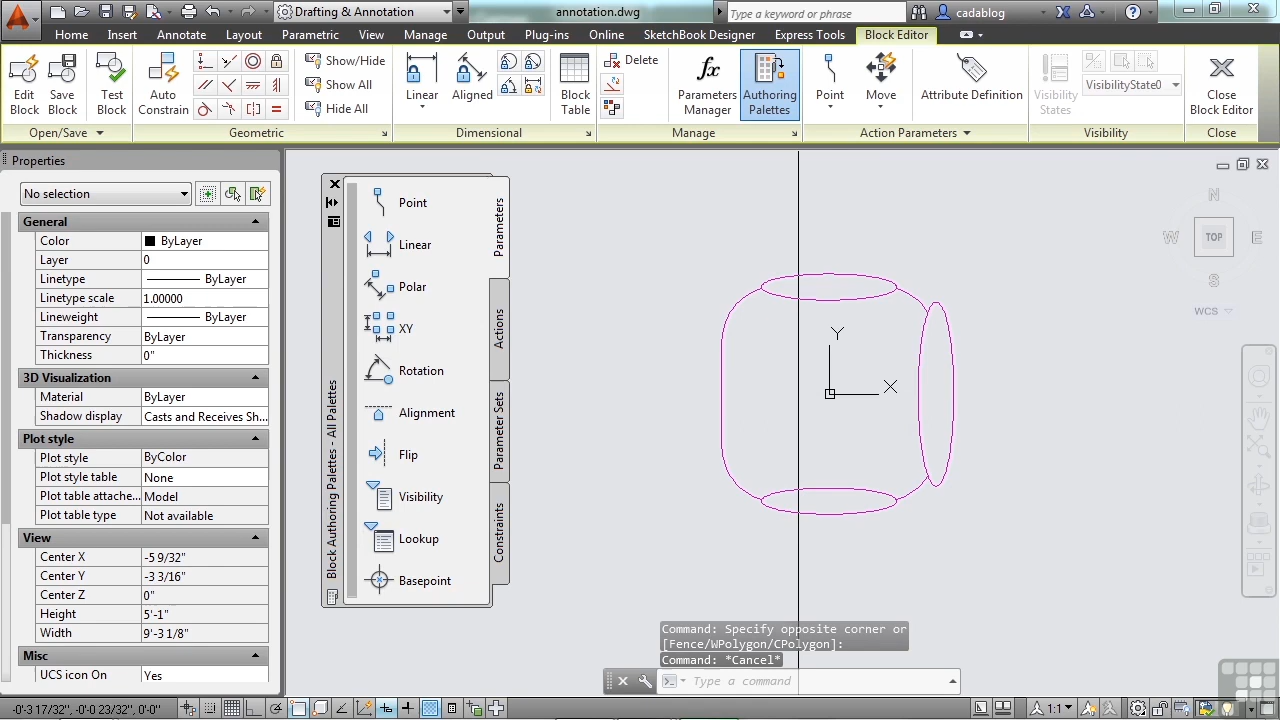 Drafting & Annotation
annotation.dwg
Type a keyword or phrase
cadablog
Home Insert Annotate Layout Parametric View Manage Output Plug-ins Online SketchBook Designer Express Tools Block Editor
Edit Block
Save Block
Test Block
Auto Constrain
Show/Hide
Show All
Hide All
Linear
Aligned
Block Table
Delete
fx
Parameters Manager
Authoring Palettes
Point
Move
Attribute Definition
Visibility States
VisibilityState0
Close Block Editor
Open/Save Geometric Dimensional Manage Action Parameters Visibility Close
Properties
No selection
General
Color ByLayer
Layer 0
Linetype ByLayer
Linetype scale 1.00000
Lineweight ByLayer
Transparency ByLayer
Thickness 0"
3D Visualization
Material ByLayer
Shadow display Casts and Receives Sh...
Plot style
Plot style ByColor
Plot style table None
Plot table attache... Model
Plot table type Not available
View
Center X -5 9/32"
Center Y -3 3/16"
Center Z 0"
Height 5'-1"
Width 9'-3 1/8"
Misc
UCS icon On Yes
Block Authoring Palettes - All Palettes
Point
Linear
Polar
XY
Rotation
Alignment
Flip
Visibility
Lookup
Basepoint
Parameters
Actions
Parameter Sets
Constraints
Y
X
N
W TOP E
S
WCS
Command: Specify opposite corner or
[Fence/WPolygon/CPolygon]:
Command: *Cancel*
Type a command
-0'-3 17/32", -0'-0 23/32", 0'-0"
1:1